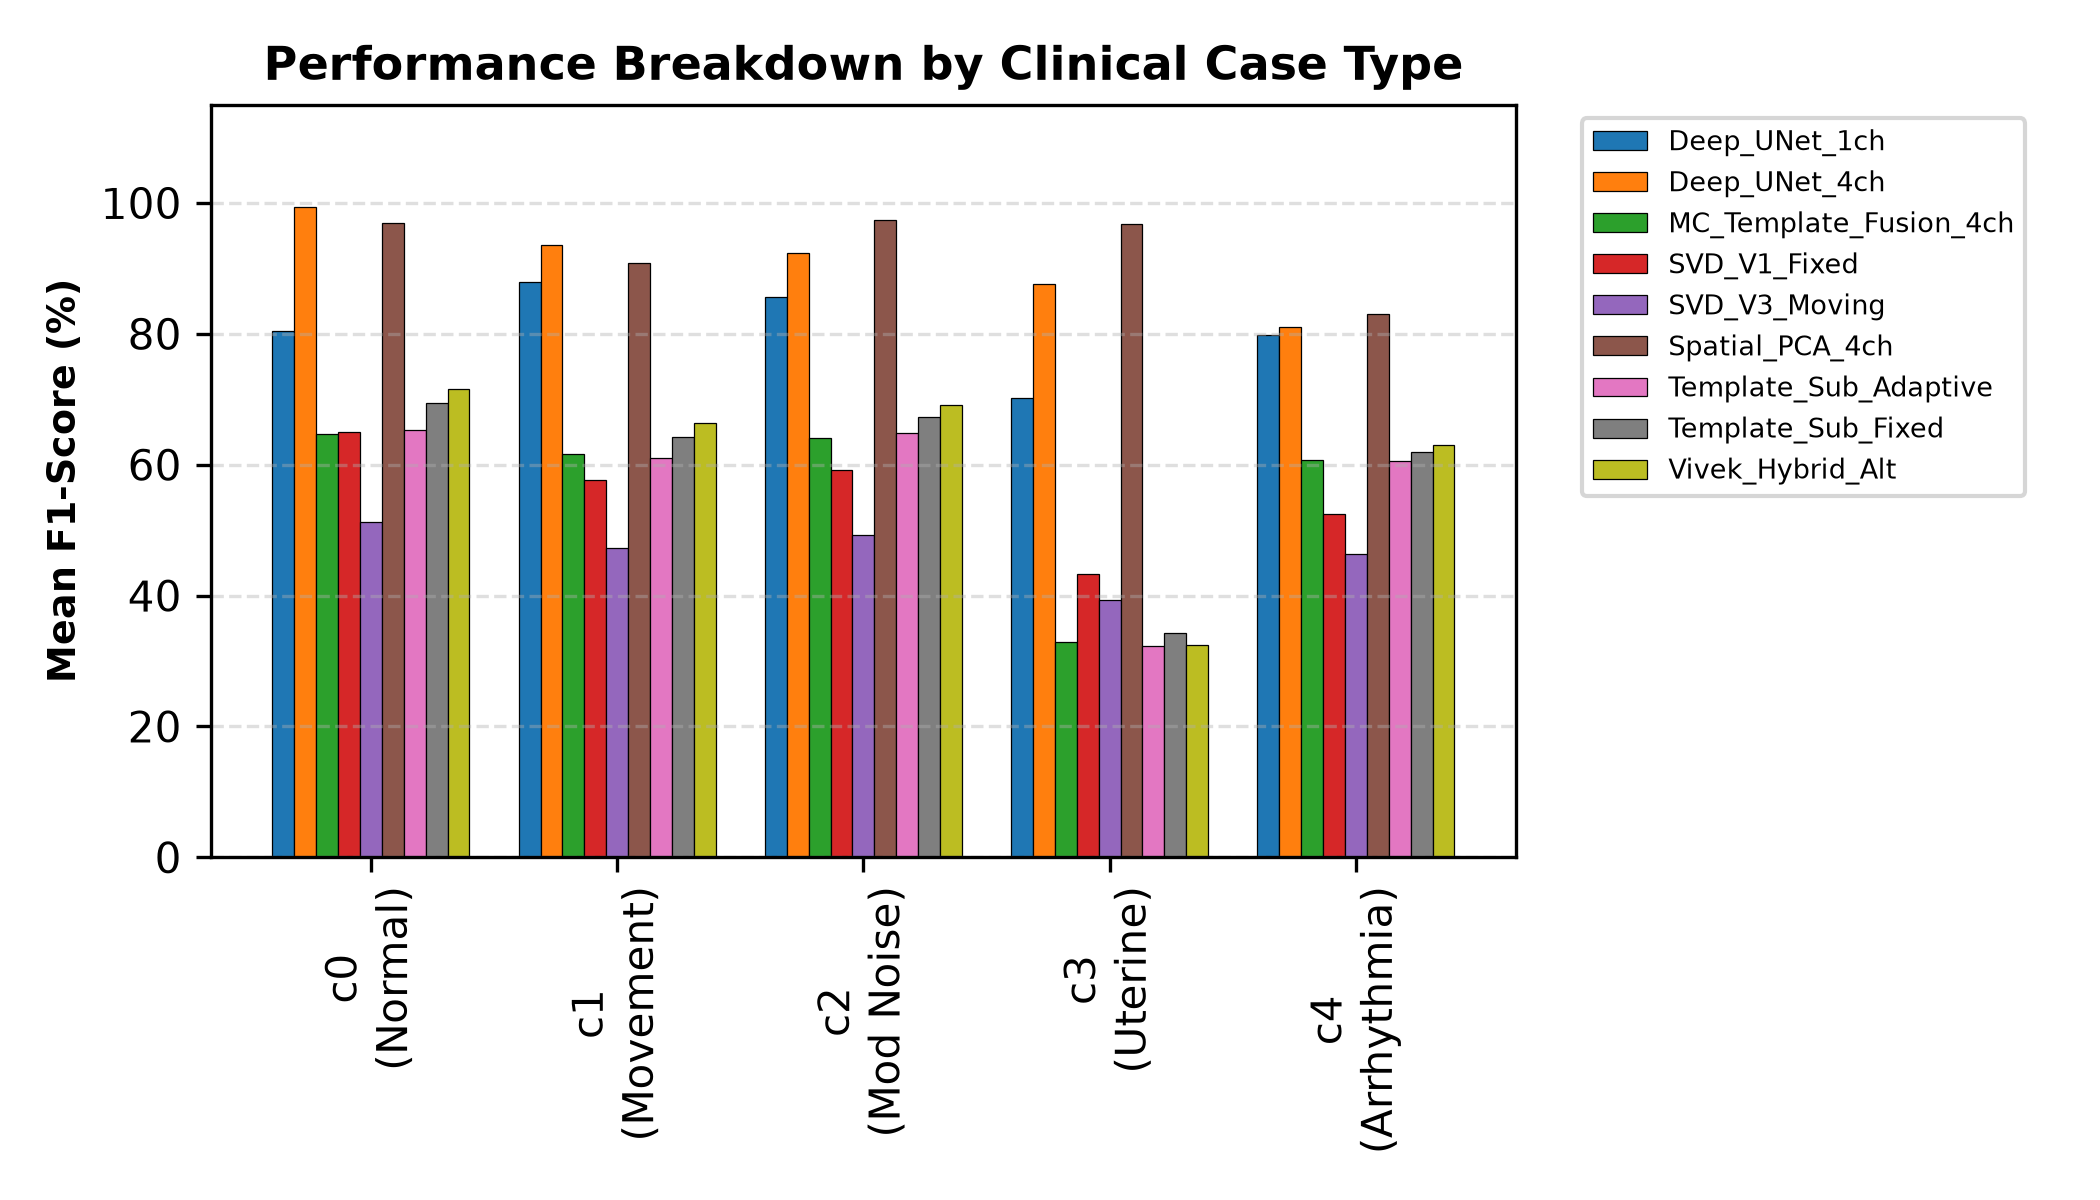 Performance Breakdown by Clinical Case Type
Mean F1-Score (%)
100
80
60
40
20
0
c0
(Normal)
c1
(Movement)
c2
(Mod Noise)
c3
(Uterine)
c4
(Arrhythmia)
Deep_UNet_1ch
Deep_UNet_4ch
MC_Template_Fusion_4ch
SVD_V1_Fixed
SVD_V3_Moving
Spatial_PCA_4ch
Template_Sub_Adaptive
Template_Sub_Fixed
Vivek_Hybrid_Alt